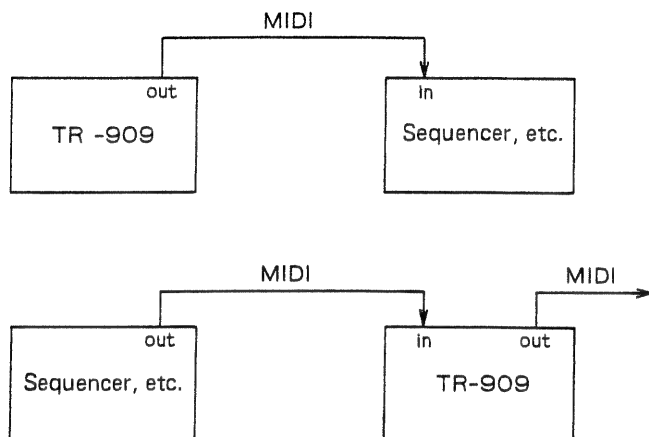 MIDI
out
in
TR -909
Sequencer, etc.
MIDI
MIDI
out
in
out
Sequencer, etc.
TR-909